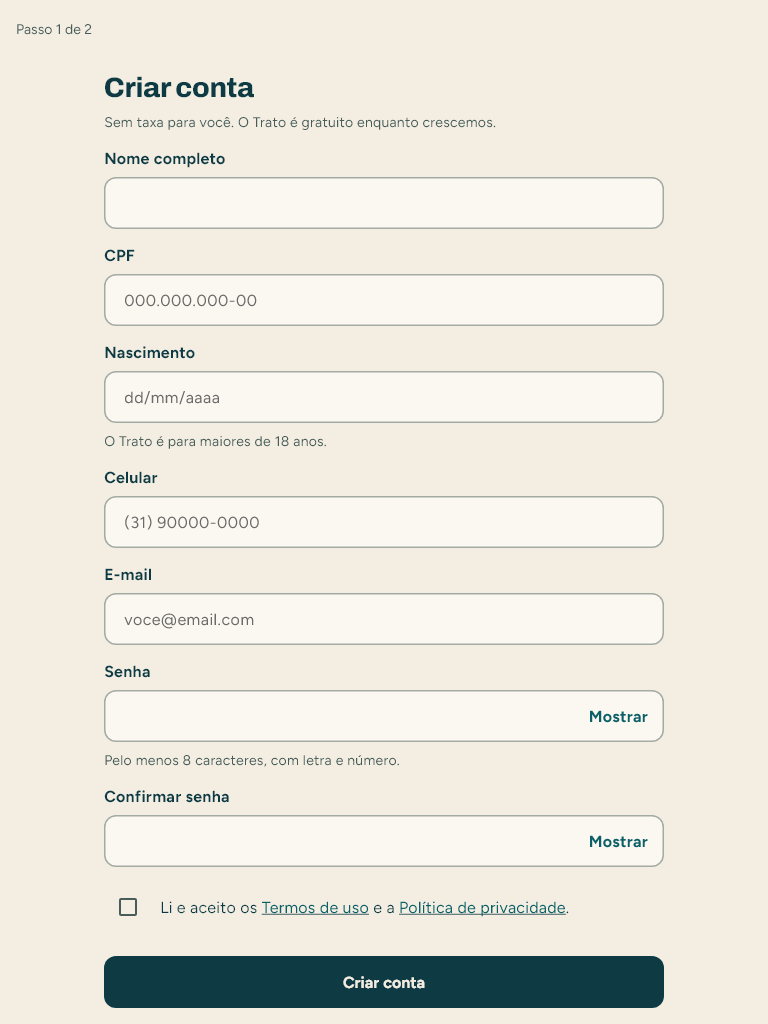 Passo 1 de 2
Criar conta
Sem taxa para você. O Trato é gratuito enquanto crescemos.
Nome completo
CPF
000.000.000-00
Nascimento
dd/mm/aaaa
O Trato é para maiores de 18 anos.
Celular
(31) 90000-0000
E-mail
voce@email.com
Senha
Mostrar
Pelo menos 8 caracteres, com letra e número.
Confirmar senha
Mostrar
Li e aceito os Termos de uso e a Política de privacidade.
Criar conta